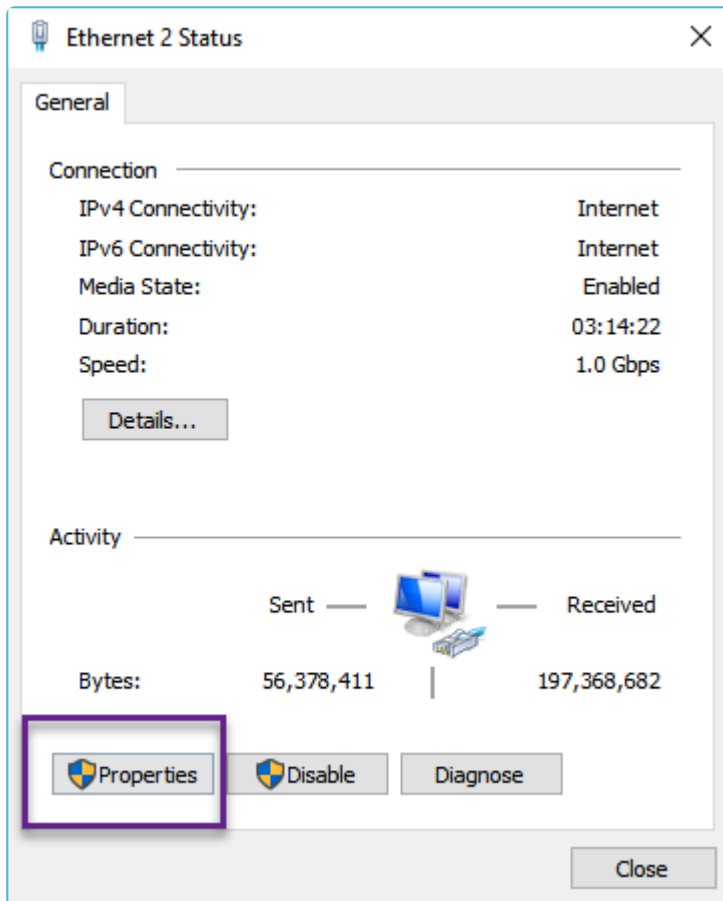 Ethernet 2 Status
General
Connection
IPv4 Connectivity: Internet
IPv6 Connectivity: Internet
Media State: Enabled
Duration: 03:14:22
Speed: 1.0 Gbps
Details...
Activity
Sent Received
Bytes: 56,378,411 197,368,682
Properties Disable Diagnose
Close